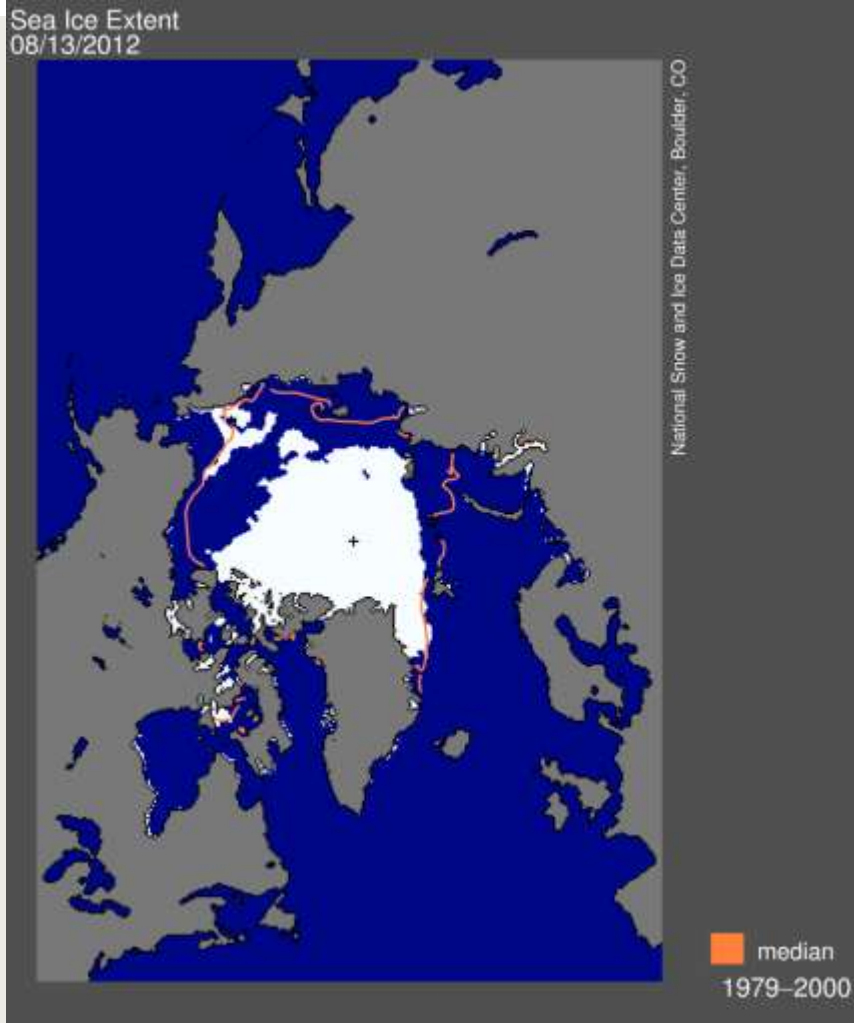 Sea Ice Extent
08/13/2012
National Snow and Ice Data Center, Boulder, CO
median
1979–2000